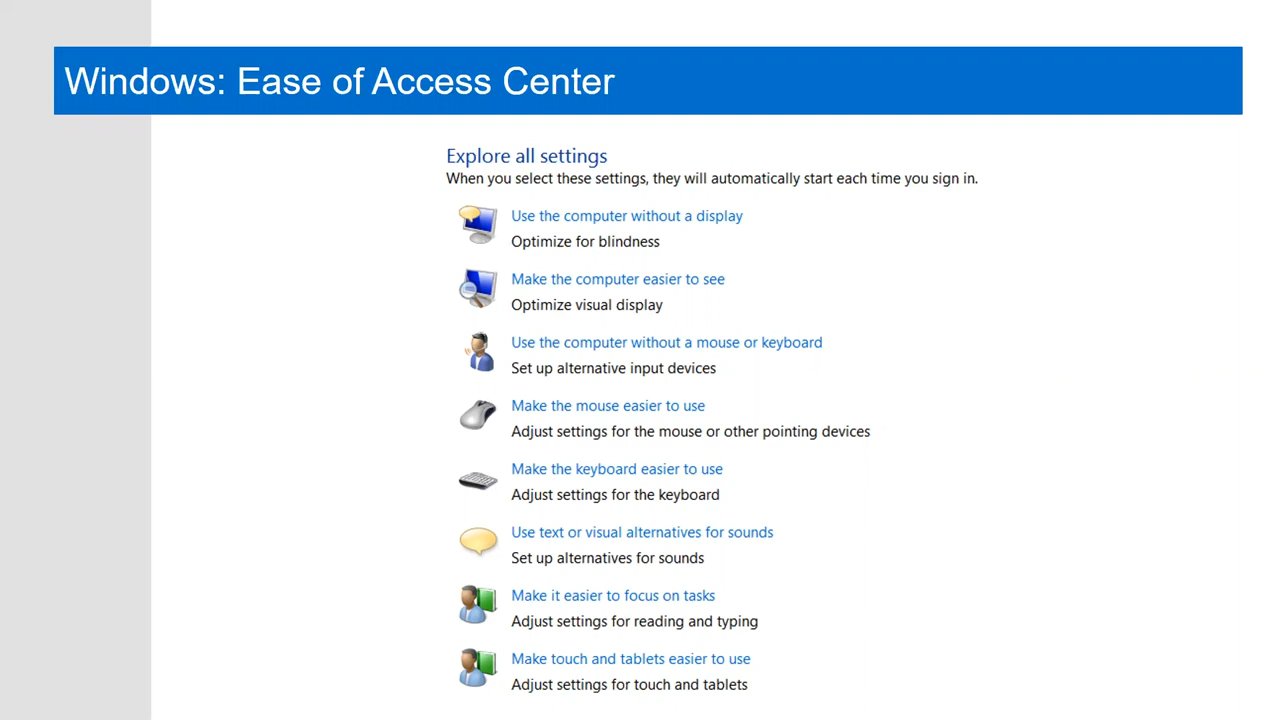 Windows: Ease of Access Center
Explore all settings
When you select these settings, they will automatically start each time you sign in.
Use the computer without a display
Optimize for blindness
Make the computer easier to see
Optimize visual display
Use the computer without a mouse or keyboard
Set up alternative input devices
Make the mouse easier to use
Adjust settings for the mouse or other pointing devices
Make the keyboard easier to use
Adjust settings for the keyboard
Use text or visual alternatives for sounds
Set up alternatives for sounds
Make it easier to focus on tasks
Adjust settings for reading and typing
Make touch and tablets easier to use
Adjust settings for touch and tablets